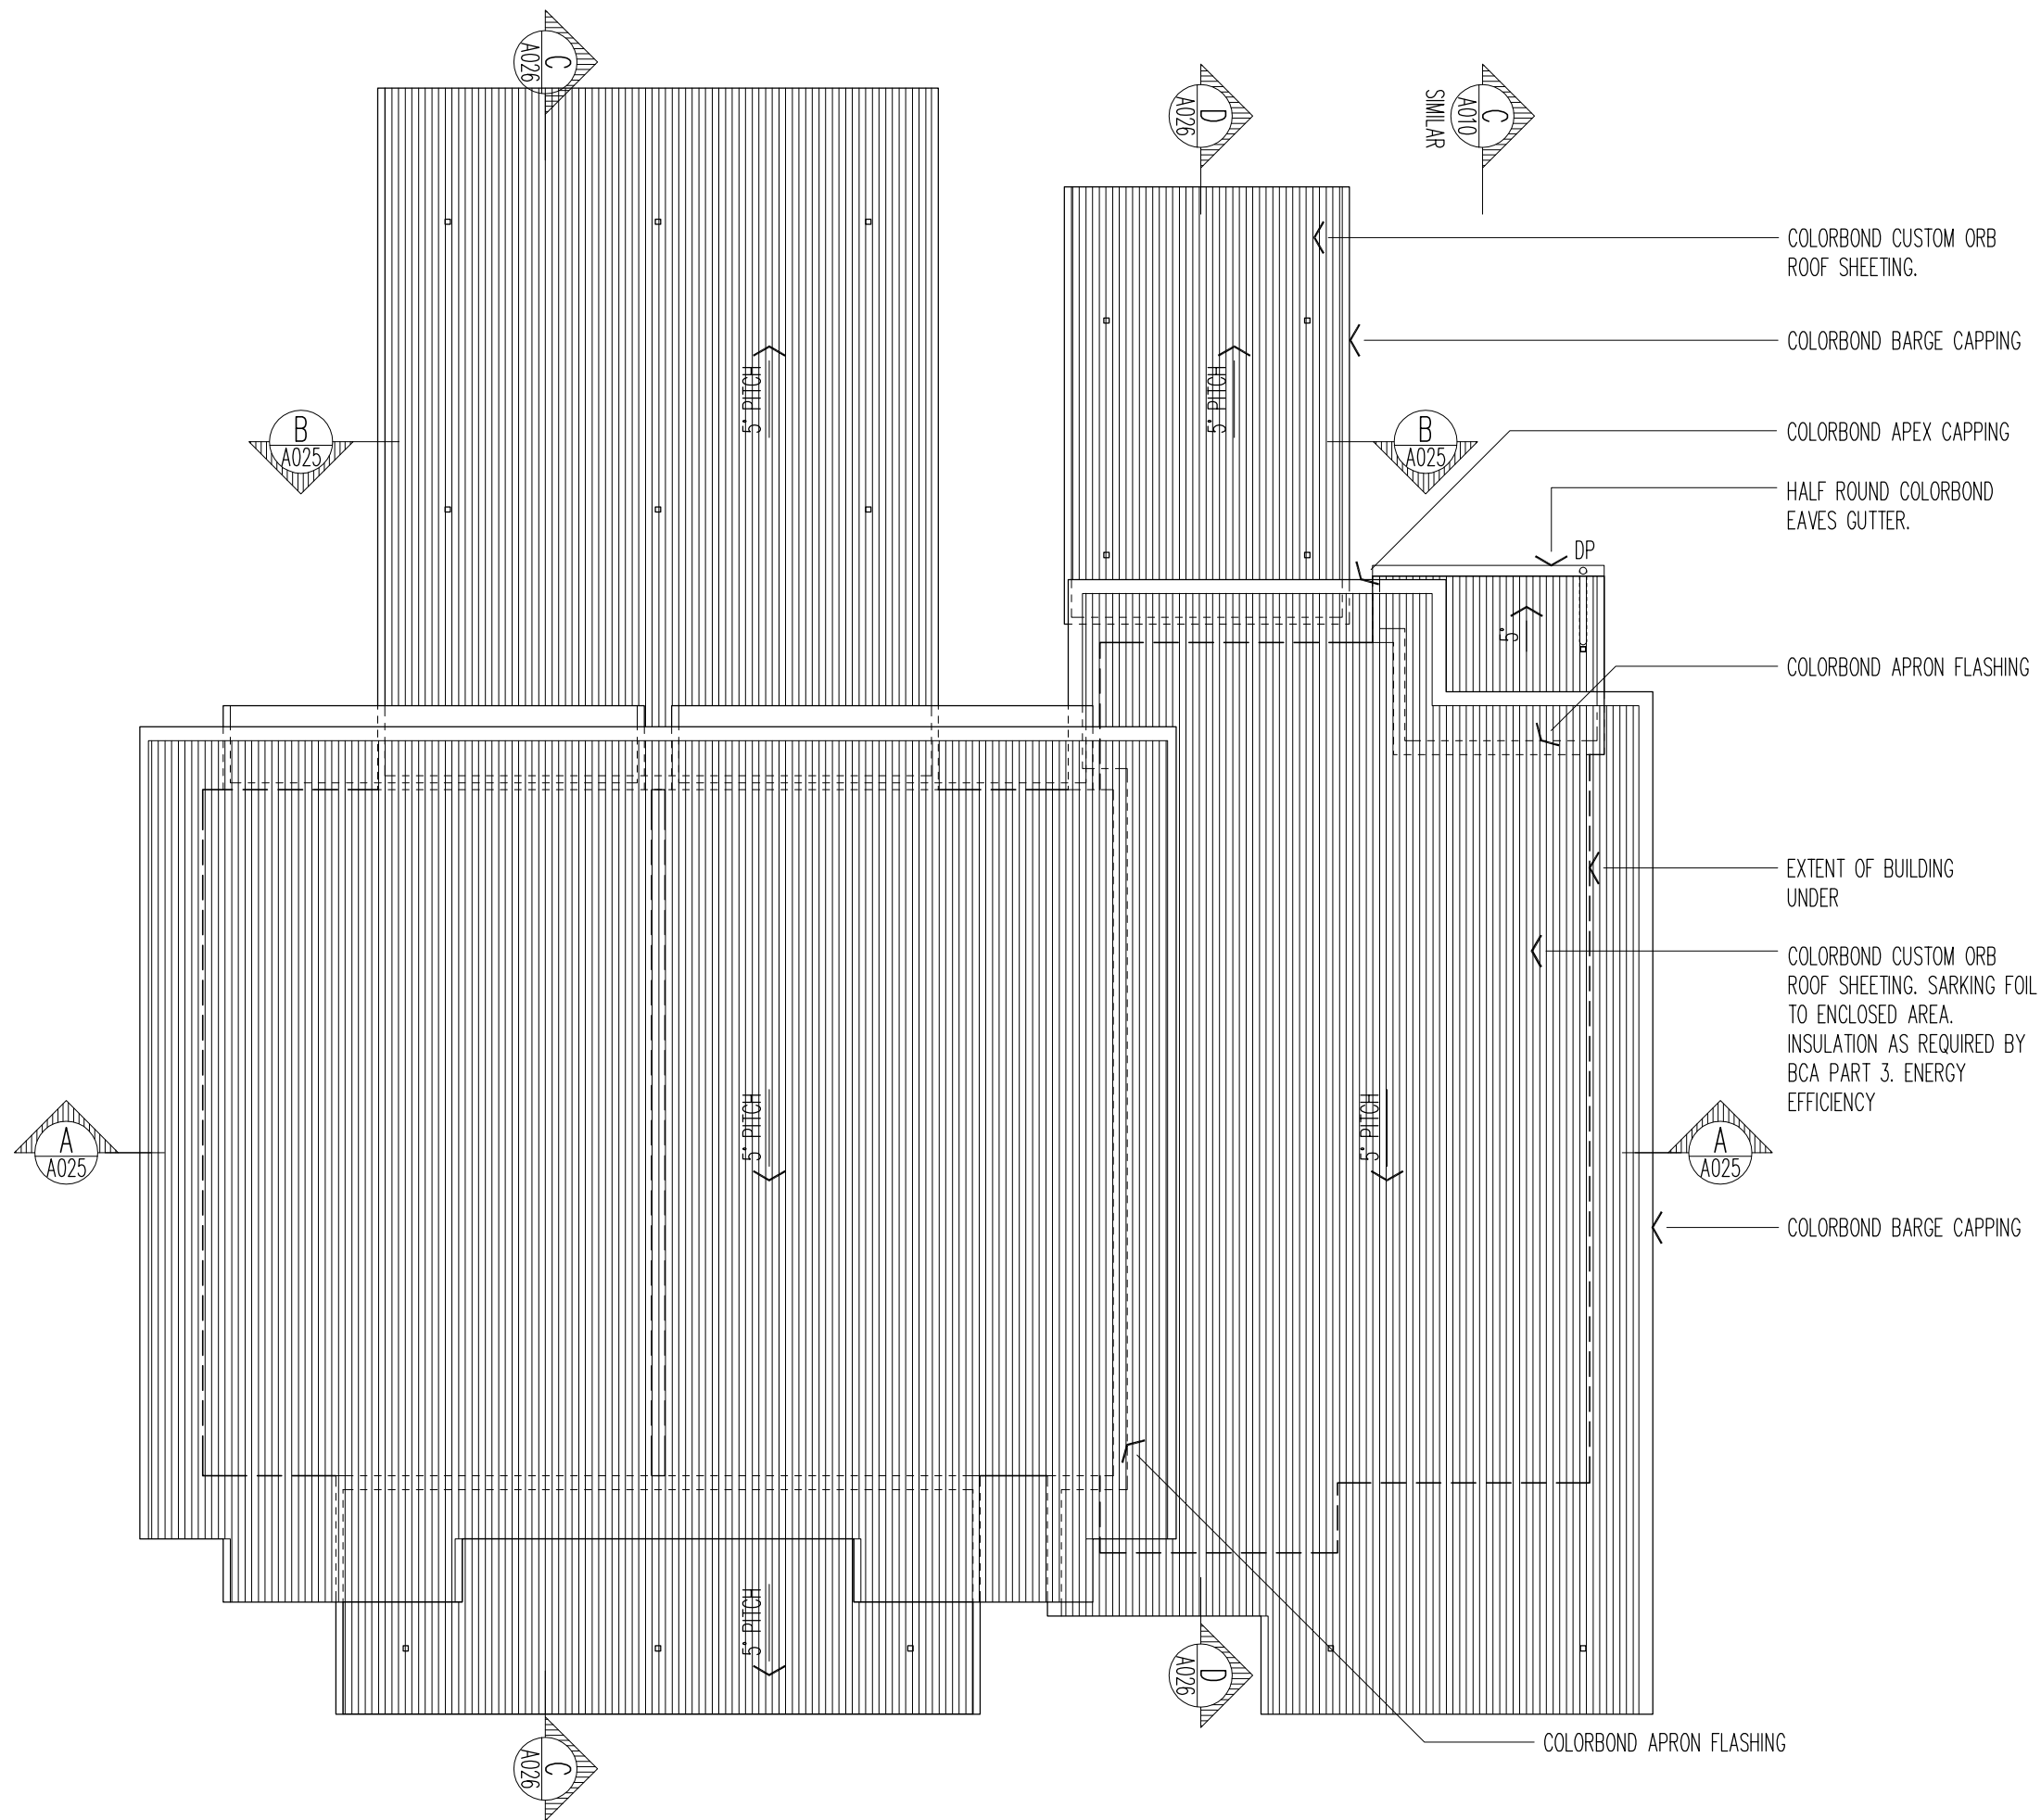 C
A026
D
A026
C
A010
SIMILAR
COLORBOND CUSTOM ORB
ROOF SHEETING.
COLORBOND BARGE CAPPING
5° PITCH
5° PITCH
B
A025
B
A025
COLORBOND APEX CAPPING
HALF ROUND COLORBOND
EAVES GUTTER.
DP
5°
COLORBOND APRON FLASHING
EXTENT OF BUILDING
UNDER
COLORBOND CUSTOM ORB
ROOF SHEETING. SARKING FOIL
TO ENCLOSED AREA.
INSULATION AS REQUIRED BY
BCA PART 3. ENERGY
EFFICIENCY
5° PITCH
5° PITCH
A
A025
A
A025
COLORBOND BARGE CAPPING
5° PITCH
D
A026
C
A026
COLORBOND APRON FLASHING